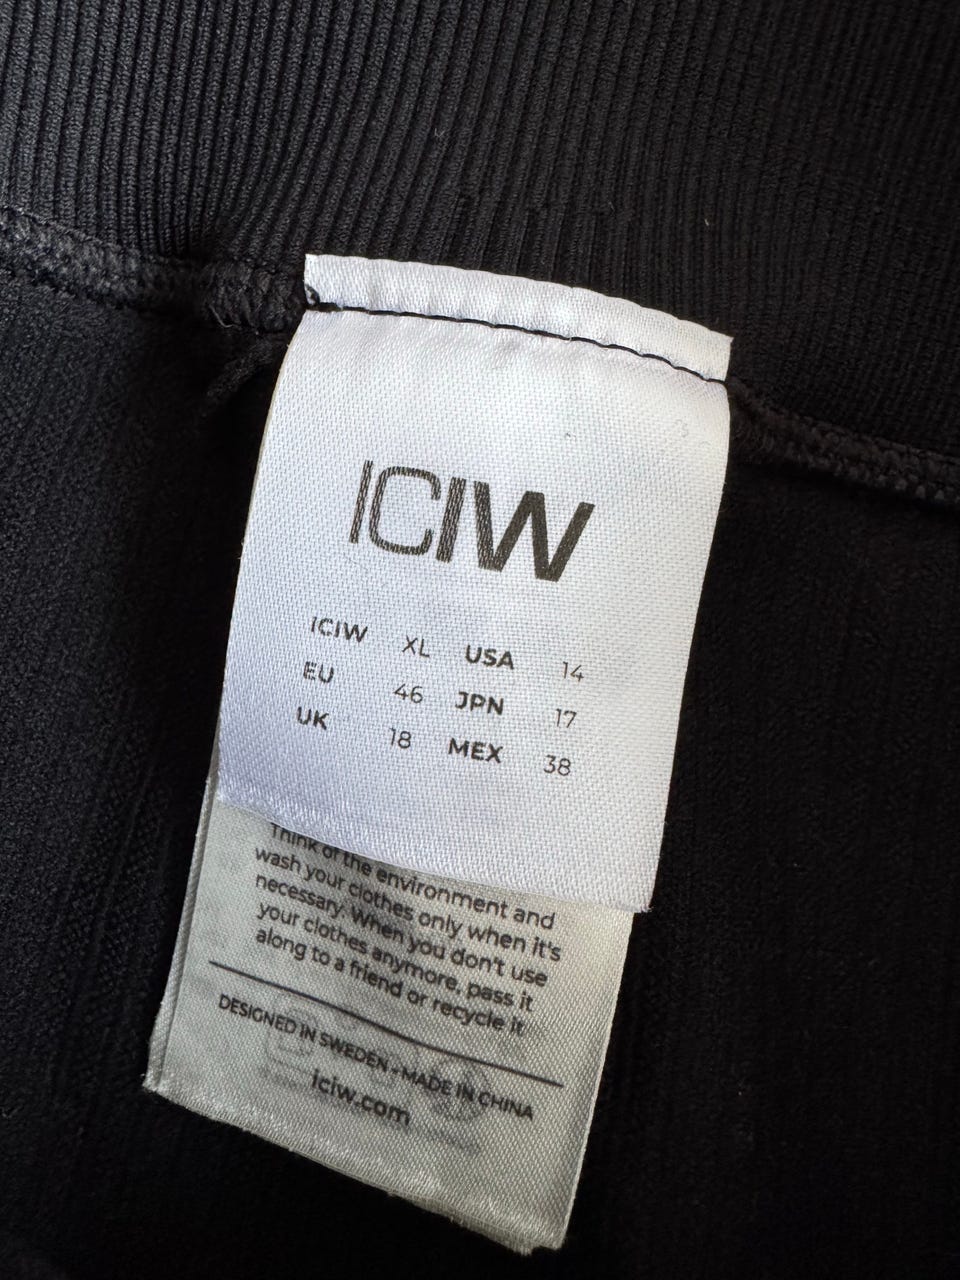 ICIW
ICIW XL USA 14
EU 46 JPN 17
UK 18 MEX 38
Think of the environment and
wash your clothes only when it's
necessary. When you don't use
your clothes anymore, pass it
along to a friend or recycle it
DESIGNED IN SWEDEN - MADE IN CHINA
iciw.com